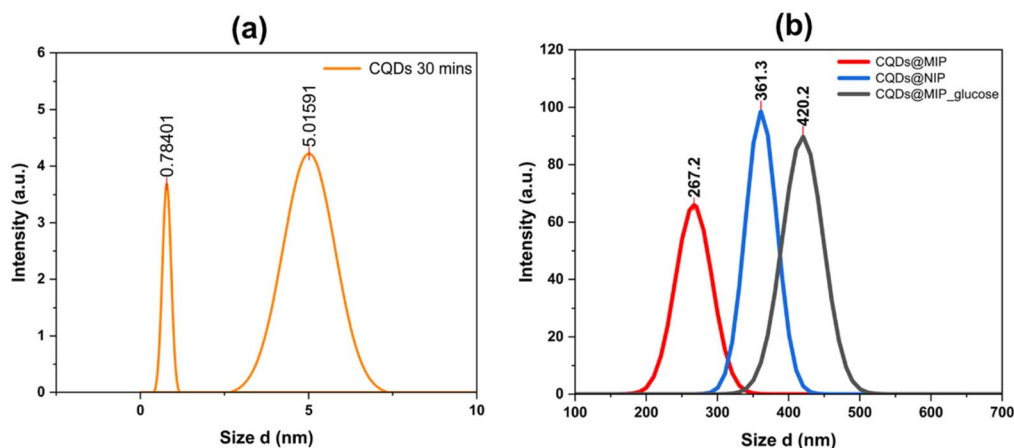 (a)
6
5
4
3
2
1
0
Intensity (a.u.)
0
5
10
Size d (nm)
CQDs 30 mins
0.78401
5.01591
(b)
120
100
80
60
40
20
0
Intensity (a.u.)
100
200
300
400
500
600
700
Size d (nm)
CQDs@MIP
CQDs@NIP
CQDs@MIP_glucose
267.2
361.3
420.2